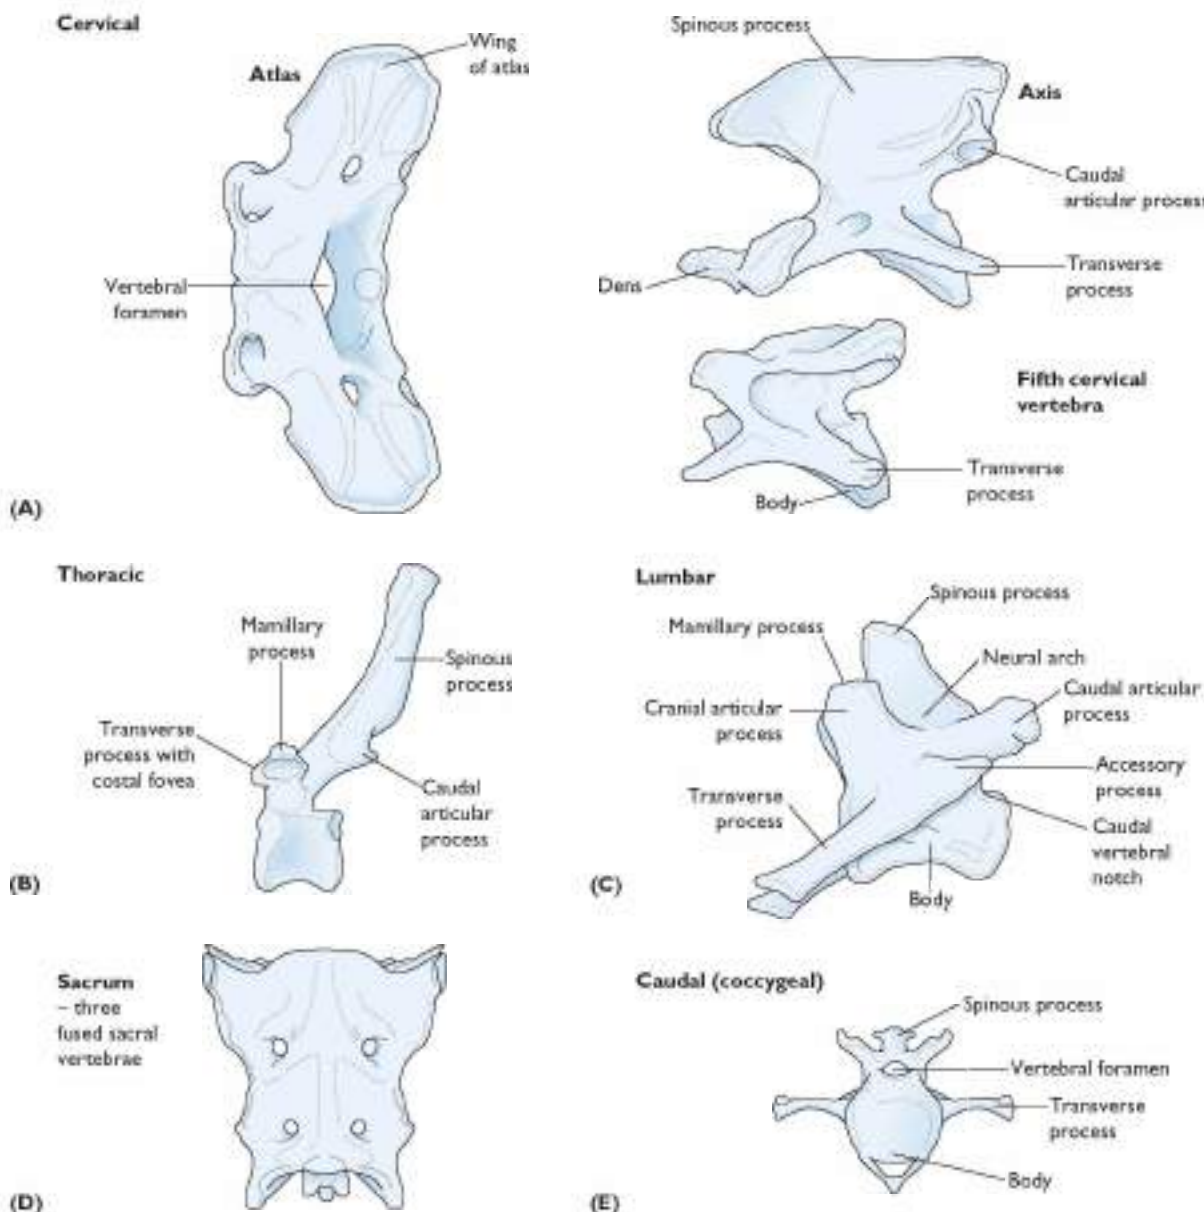 Cervical
Atlas
Wing
of atlas
Vertebral
foramen
(A)
Spinous process
Axis
Caudal
articular process
Transverse
process
Dens
Fifth cervical
vertebra
Transverse
process
Body
Thoracic
Mamillary
process
Spinous
process
Transverse
process with
costal fovea
Caudal
articular
process
(B)
Lumbar
Spinous process
Mamillary process
Neural arch
Caudal articular
process
Cranial articular
process
Accessory
process
Transverse
process
Caudal
vertebral
notch
Body
(C)
Sacrum
– three
fused sacral
vertebrae
(D)
Caudal (coccygeal)
Spinous process
Vertebral foramen
Transverse
process
Body
(E)